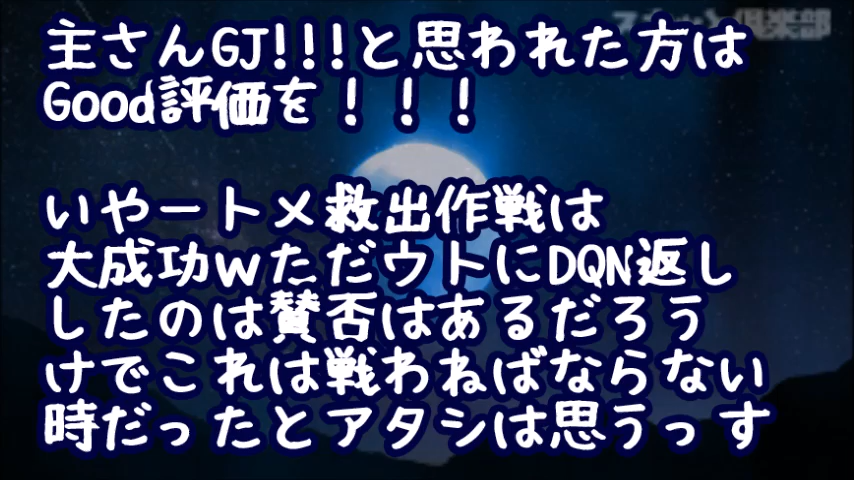 主さんGJ!!!と思われた方は
Good評価を！！！
いやートメ救出作戦は
大成功ｗただウトにDQN返し
したのは賛否はあるだろう
けでこれは戦わねばならない
時だったとアタシは思うっす